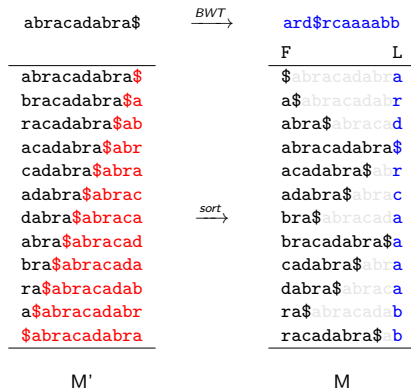 abracadabra$ BWT→ ard$rcaaaabb
F L
abracadabra$ $abracadabra
bracadabra$a a$abracadabr
racadabra$ab abra$abracad
acadabra$abr abracadabra$
cadabra$abra acadabra$abr
adabra$abrac adabra$abrac
dabra$abraca sort→ bra$abracada
abra$abracad bracadabra$a
bra$abracada cadabra$abra
ra$abracadab dabra$abraca
a$abracadabr ra$abracadab
$abracadabra racadabra$ab
M' M